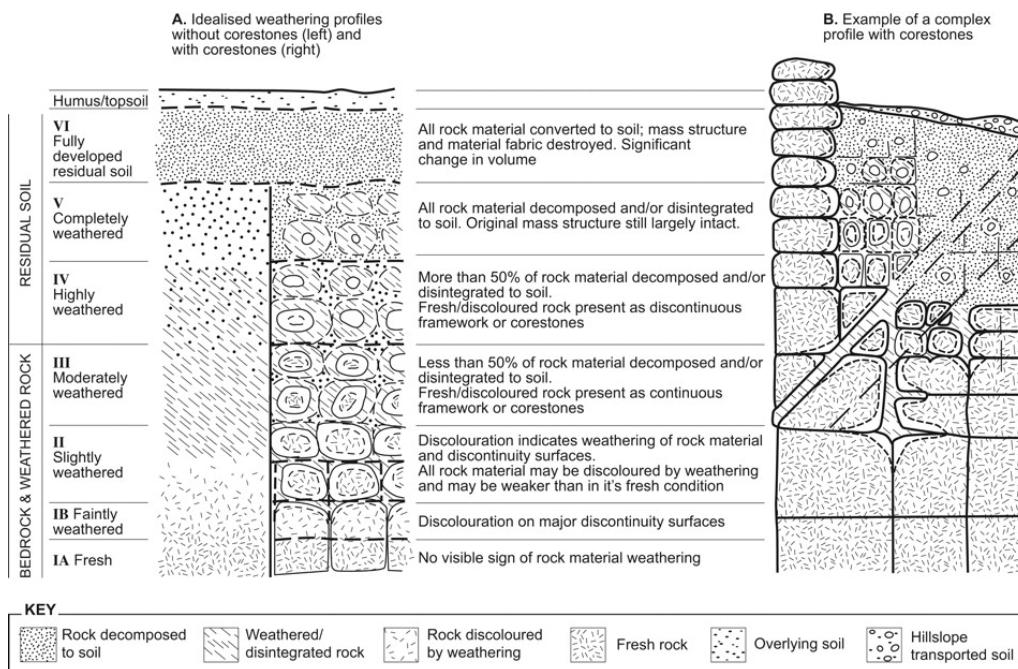 A. Idealised weathering profiles
without corestones (left) and
with corestones (right)
B. Example of a complex
profile with corestones
Humus/topsoil
RESIDUAL SOIL
VI
Fully
developed
residual soil
All rock material converted to soil; mass structure
and material fabric destroyed. Significant
change in volume
V
Completely
weathered
All rock material decomposed and/or disintegrated
to soil. Original mass structure still largely intact.
IV
Highly
weathered
More than 50% of rock material decomposed and/or
disintegrated to soil.
Fresh/discoloured rock present as discontinuous
framework or corestones
BEDROCK & WEATHERED ROCK
III
Moderately
weathered
Less than 50% of rock material decomposed and/or
disintegrated to soil.
Fresh/discoloured rock present as continuous
framework or corestones
II
Slightly
weathered
Discolouration indicates weathering of rock material
and discontinuity surfaces.
All rock material may be discoloured by weathering
and may be weaker than in it's fresh condition
IB Faintly
weathered
Discolouration on major discontinuity surfaces
IA Fresh
No visible sign of rock material weathering
KEY
Rock decomposed
to soil
Weathered/
disintegrated rock
Rock discoloured
by weathering
Fresh rock
Overlying soil
Hillslope
transported soil